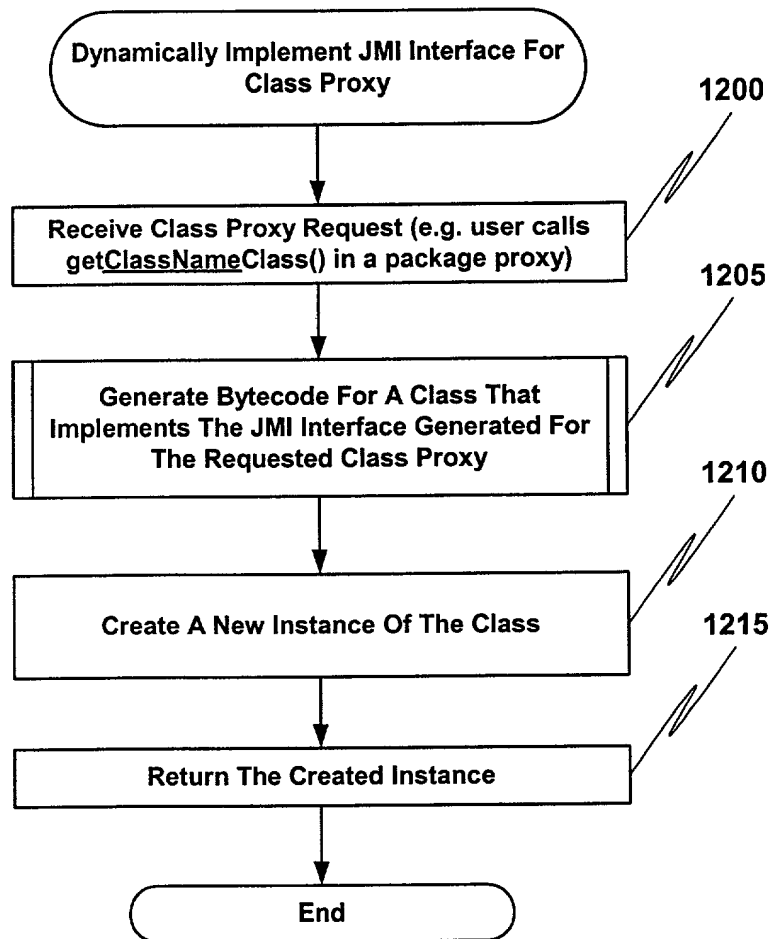 Dynamically Implement JMI Interface For
Class Proxy
1200
Receive Class Proxy Request (e.g. user calls
getClassNameClass() in a package proxy)
1205
Generate Bytecode For A Class That
Implements The JMI Interface Generated For
The Requested Class Proxy
1210
Create A New Instance Of The Class
1215
Return The Created Instance
End